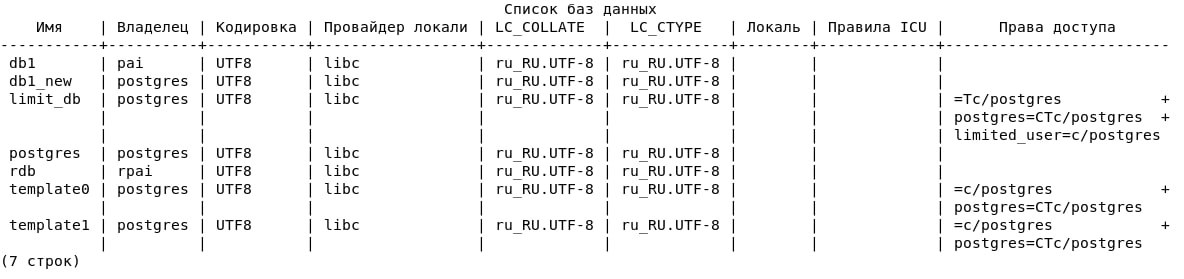 Список баз данных
    Имя    | Владелец | Кодировка | Провайдер локали | LC_COLLATE  |  LC_CTYPE   | Локаль | Правила ICU |      Права доступа
-----------+----------+-----------+------------------+-------------+-------------+--------+-------------+-------------------------
 db1       | pai      | UTF8      | libc             | ru_RU.UTF-8 | ru_RU.UTF-8 |        |             |
 db1_new   | postgres | UTF8      | libc             | ru_RU.UTF-8 | ru_RU.UTF-8 |        |             |
 limit_db  | postgres | UTF8      | libc             | ru_RU.UTF-8 | ru_RU.UTF-8 |        |             | =Tc/postgres           +
           |          |           |                  |             |             |        |             | postgres=CTc/postgres  +
           |          |           |                  |             |             |        |             | limited_user=c/postgres
 postgres  | postgres | UTF8      | libc             | ru_RU.UTF-8 | ru_RU.UTF-8 |        |             |
 rdb       | rpai     | UTF8      | libc             | ru_RU.UTF-8 | ru_RU.UTF-8 |        |             |
 template0 | postgres | UTF8      | libc             | ru_RU.UTF-8 | ru_RU.UTF-8 |        |             | =c/postgres            +
           |          |           |                  |             |             |        |             | postgres=CTc/postgres
 template1 | postgres | UTF8      | libc             | ru_RU.UTF-8 | ru_RU.UTF-8 |        |             | =c/postgres            +
           |          |           |                  |             |             |        |             | postgres=CTc/postgres
(7 строк)